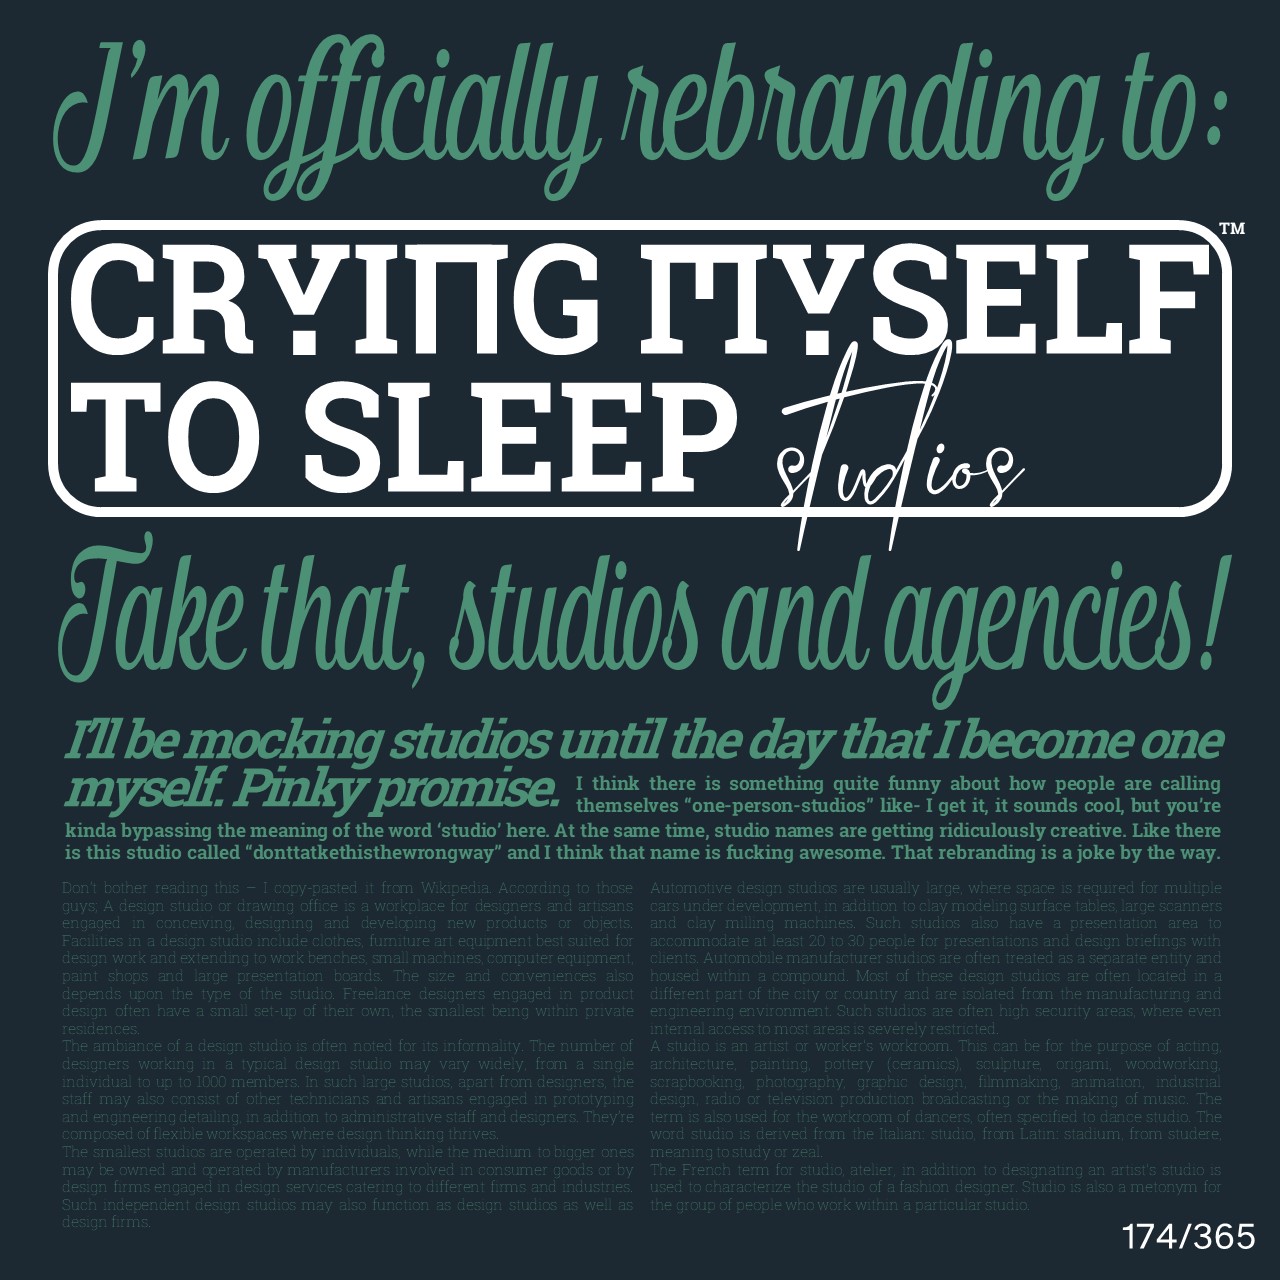 I'm officially rebranding to:
CRYING MYSELF TM
TO SLEEP studios
Take that, studios and agencies!
I'll be mocking studios until the day that I become one
myself. Pinky promise.
I think there is something quite funny about how people are calling
themselves “one-person-studios” like- I get it, it sounds cool, but you’re
kinda bypassing the meaning of the word ‘studio’ here. At the same time, studio names are getting ridiculously creative. Like there
is this studio called “donttatkethisthewrongway” and I think that name is fucking awesome. That rebranding is a joke by the way.
Don't bother reading this – I copy-pasted it from Wikipedia. According to those
guys; A design studio or drawing office is a workplace for designers and artisans
engaged in conceiving, designing and developing new products or objects.
Facilities in a design studio include clothes, furniture art equipment best suited for
design work and extending to work benches, small machines, computer equipment,
paint shops and large presentation boards. The size and conveniences also
depends upon the type of the studio. Freelance designers engaged in product
design often have a small set-up of their own, the smallest being within private
residences.
The ambiance of a design studio is often noted for its informality. The number of
designers working in a typical design studio may vary widely, from a single
individual to up to 1000 members. In such large studios, apart from designers, the
staff may also consist of other technicians and artisans engaged in prototyping
and engineering detailing, in addition to administrative staff and designers. They're
composed of flexible workspaces where design thinking thrives.
The smallest studios are operated by individuals, while the medium to bigger ones
may be owned and operated by manufacturers involved in consumer goods or by
design firms engaged in design services catering to different firms and industries.
Such independent design studios may also function as design studios as well as
design firms.
Automotive design studios are usually large, where space is required for multiple
cars under development, in addition to clay modeling surface tables, large scanners
and clay milling machines. Such studios also have a presentation area to
accommodate at least 20 to 30 people for presentations and design briefings with
clients. Automobile manufacturer studios are often treated as a separate entity and
housed within a compound. Most of these design studios are often located in a
different part of the city or country and are isolated from the manufacturing and
engineering environment. Such studios are often high security areas, where even
internal access to most areas is severely restricted.
A studio is an artist or worker's workroom. This can be for the purpose of acting,
architecture, painting, pottery (ceramics), sculpture, origami, woodworking,
scrapbooking, photography, graphic design, filmmaking, animation, industrial
design, radio or television production broadcasting or the making of music. The
term is also used for the workroom of dancers, often specified to dance studio. The
word studio is derived from the Italian: studio, from Latin: stadium, from studere,
meaning to study or zeal.
The French term for studio, atelier, in addition to designating an artist's studio is
used to characterize the studio of a fashion designer. Studio is also a metonym for
the group of people who work within a particular studio.
174/365